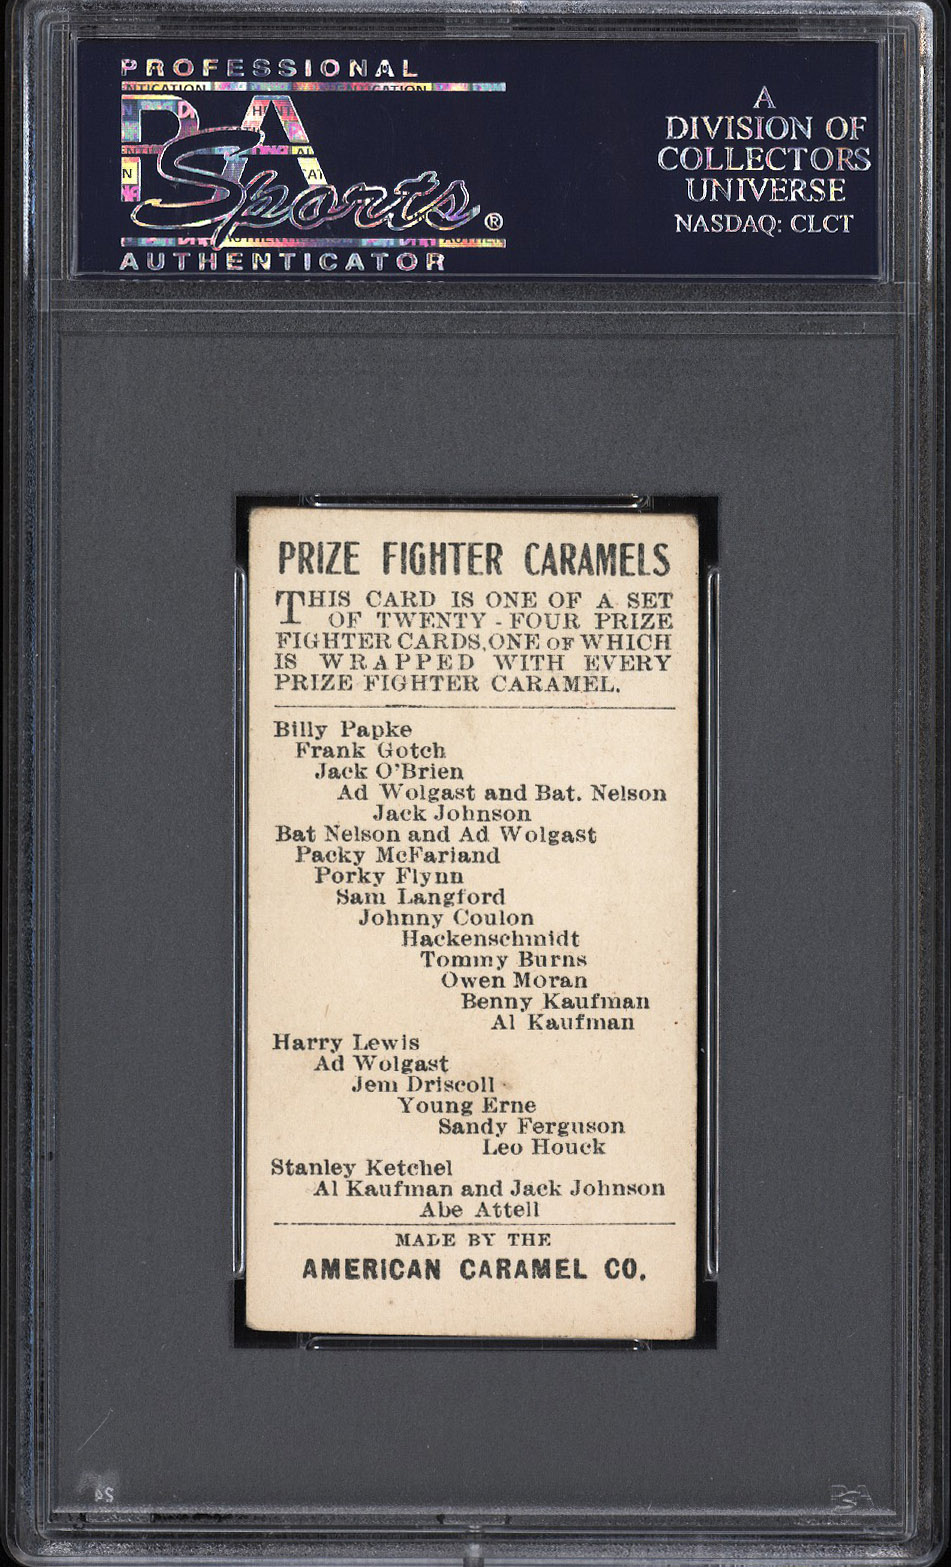 PROFESSIONAL
PSA
Sports®
AUTHENTICATOR
A
DIVISION OF
COLLECTORS
UNIVERSE
NASDAQ: CLCT
PRIZE FIGHTER CARAMELS
THIS CARD IS ONE OF A SET
OF TWENTY-FOUR PRIZE
FIGHTER CARDS, ONE OF WHICH
IS WRAPPED WITH EVERY
PRIZE FIGHTER CARAMEL.
Billy Papke
Frank Gotch
Jack O'Brien
Ad Wolgast and Bat. Nelson
Jack Johnson
Bat Nelson and Ad Wolgast
Packy McFarland
Porky Flynn
Sam Langford
Johnny Coulon
Hackenschmidt
Tommy Burns
Owen Moran
Benny Kaufman
Al Kaufman
Harry Lewis
Ad Wolgast
Jem Driscoll
Young Erne
Sandy Ferguson
Leo Houck
Stanley Ketchel
Al Kaufman and Jack Johnson
Abe Attell
MADE BY THE
AMERICAN CARAMEL CO.